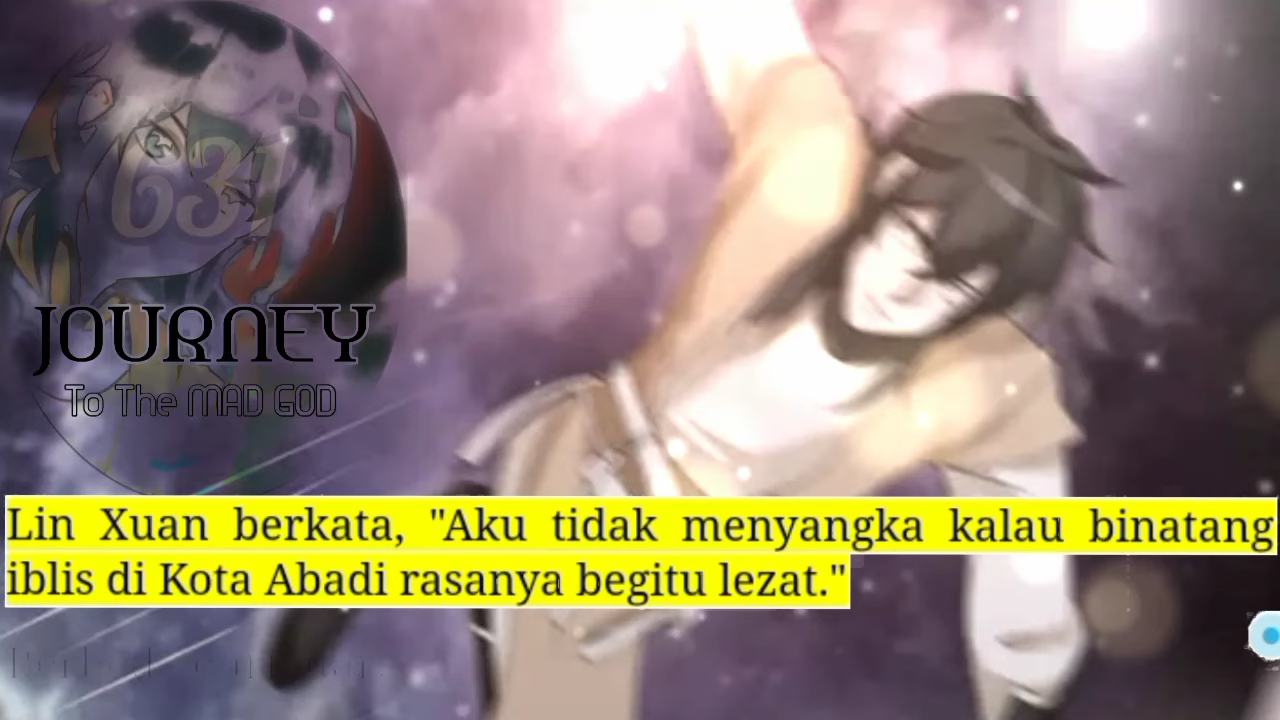 631
JOURNEY
To The MAD GOD
Lin Xuan berkata, "Aku tidak menyangka kalau binatang
iblis di Kota Abadi rasanya begitu lezat."